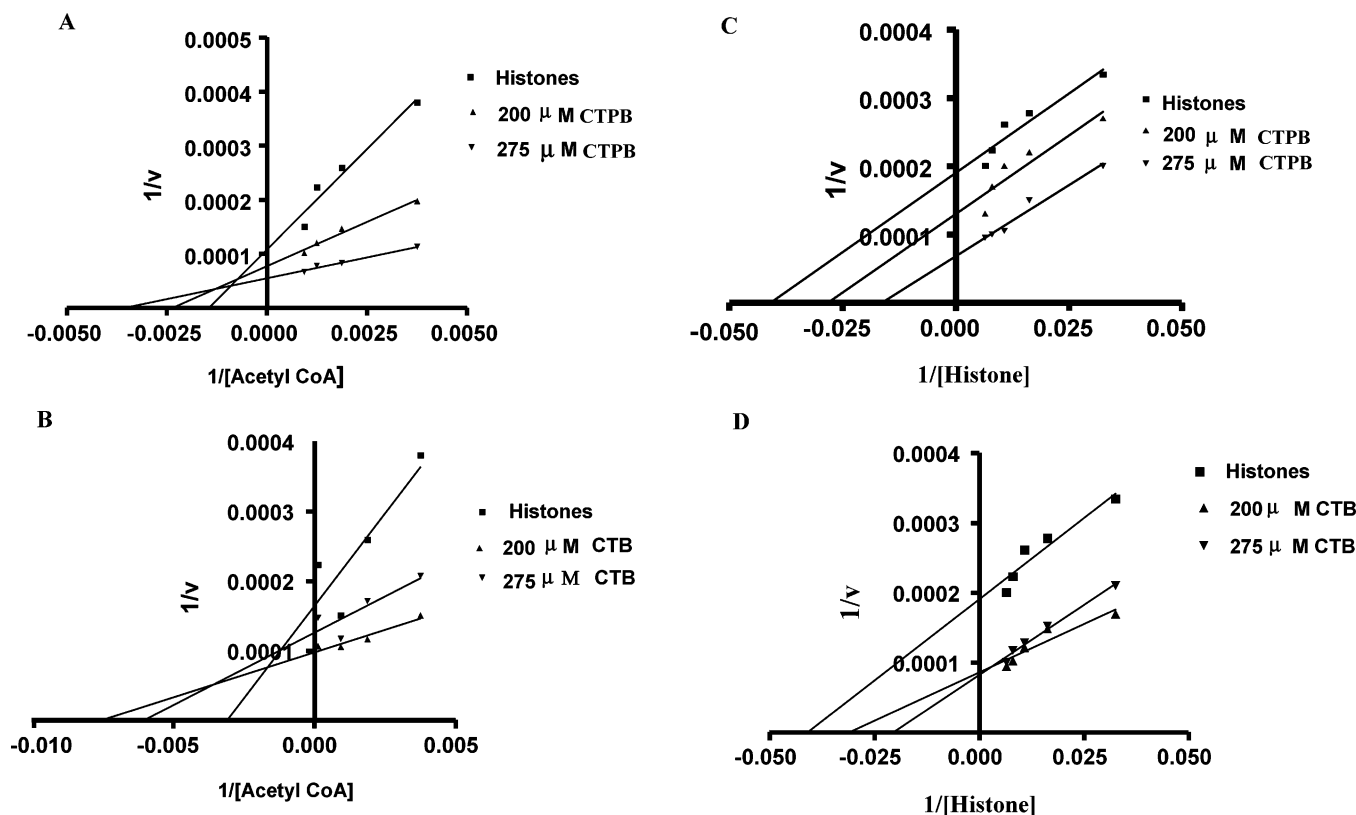 A
0.0005
0.0004
0.0003
0.0002
0.0001
1/v
-0.0050
-0.0025
0.0000
0.0025
0.0050
1/[Acetyl CoA]
Histones
200 μ M CTPB
275 μ M CTPB
C
0.0004
0.0003
0.0002
0.0001
1/v
-0.050
-0.025
0.000
0.025
0.050
1/[Histone]
Histones
200 μ M CTPB
275 μ M CTPB
B
0.0004
0.0003
0.0002
0.0001
1/v
-0.010
-0.005
0.000
0.005
1/[Acetyl CoA]
Histones
200 μ M CTB
275 μ M CTB
D
0.0004
0.0003
0.0002
0.0001
1/v
-0.050
-0.025
0.000
0.025
0.050
1/[Histone]
Histones
200 μ M CTB
275 μ M CTB